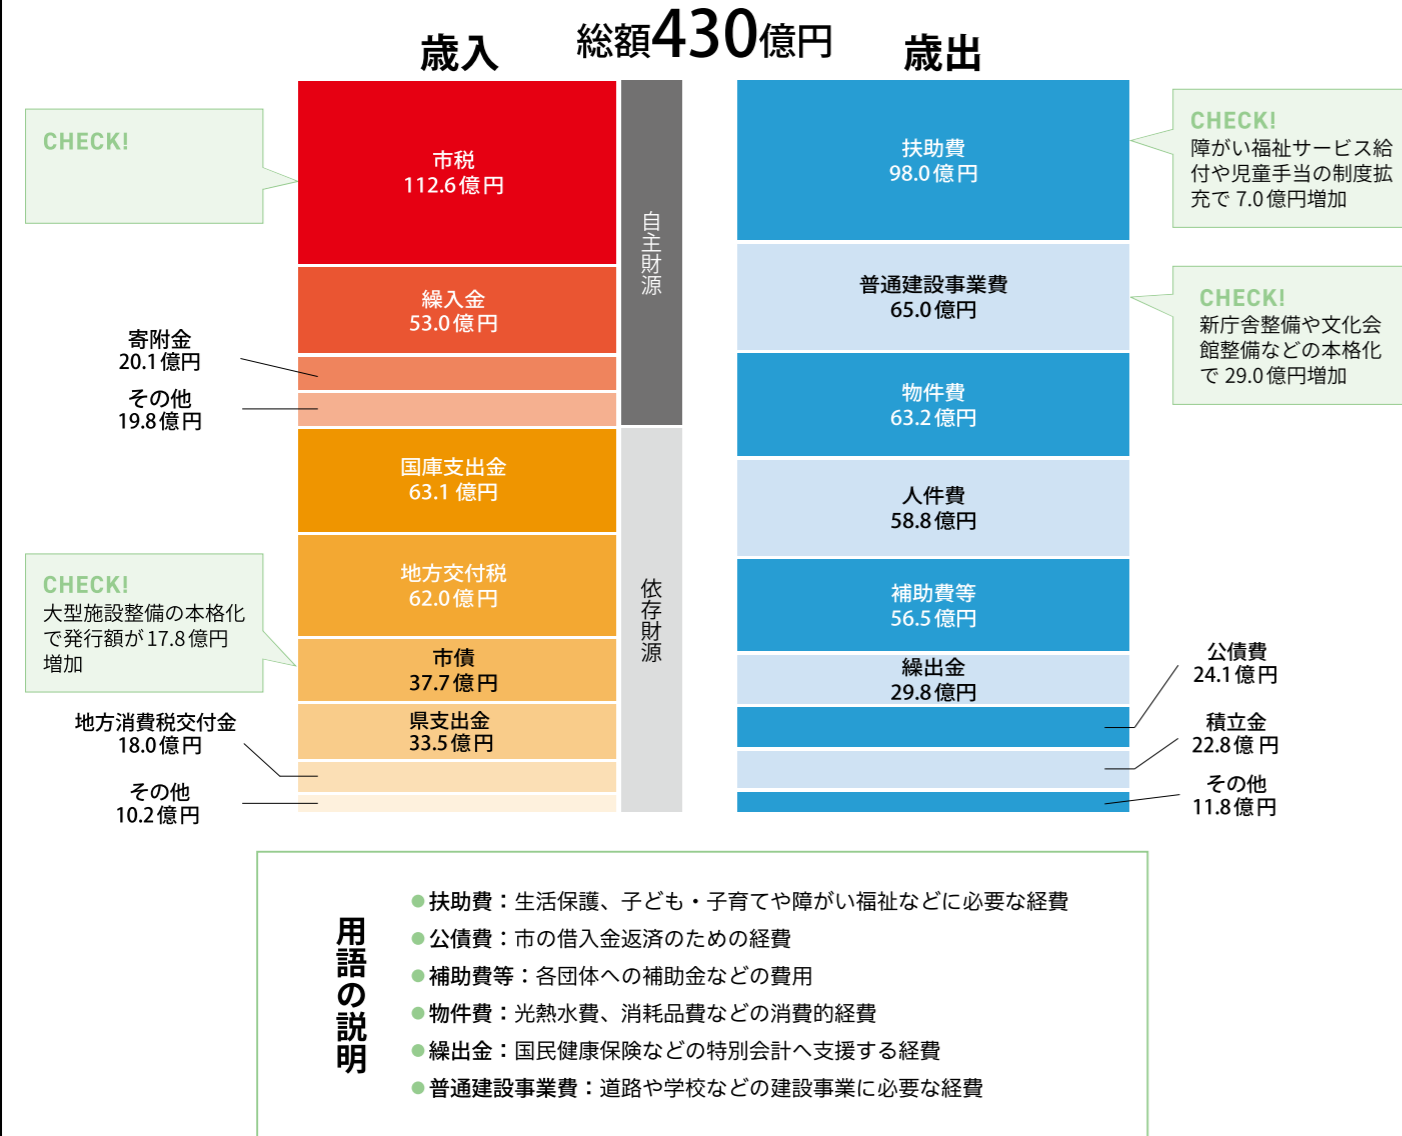 総額430億円
歳入
歳出
CHECK!
市税
112.6億円
繰入金
53.0億円
寄附金
20.1億円
その他
19.8億円
自主財源
国庫支出金
63.1億円
地方交付税
62.0億円
CHECK!
大型施設整備の本格化
で発行額が17.8億円
増加
市債
37.7億円
県支出金
33.5億円
地方消費税交付金
18.0億円
その他
10.2億円
依存財源
扶助費
98.0億円
CHECK!
障がい福祉サービス給
付や児童手当の制度拡
充で7.0億円増加
普通建設事業費
65.0億円
CHECK!
新庁舎整備や文化会
館整備などの本格化
で29.0億円増加
物件費
63.2億円
人件費
58.8億円
補助費等
56.5億円
繰出金
29.8億円
公債費
24.1億円
積立金
22.8億円
その他
11.8億円
用語の説明
●扶助費：生活保護、子ども・子育てや障がい福祉などに必要な経費
●公債費：市の借入金返済のための経費
●補助費等：各団体への補助金などの費用
●物件費：光熱水費、消耗品費などの消費的経費
●繰出金：国民健康保険などの特別会計へ支援する経費
●普通建設事業費：道路や学校などの建設事業に必要な経費